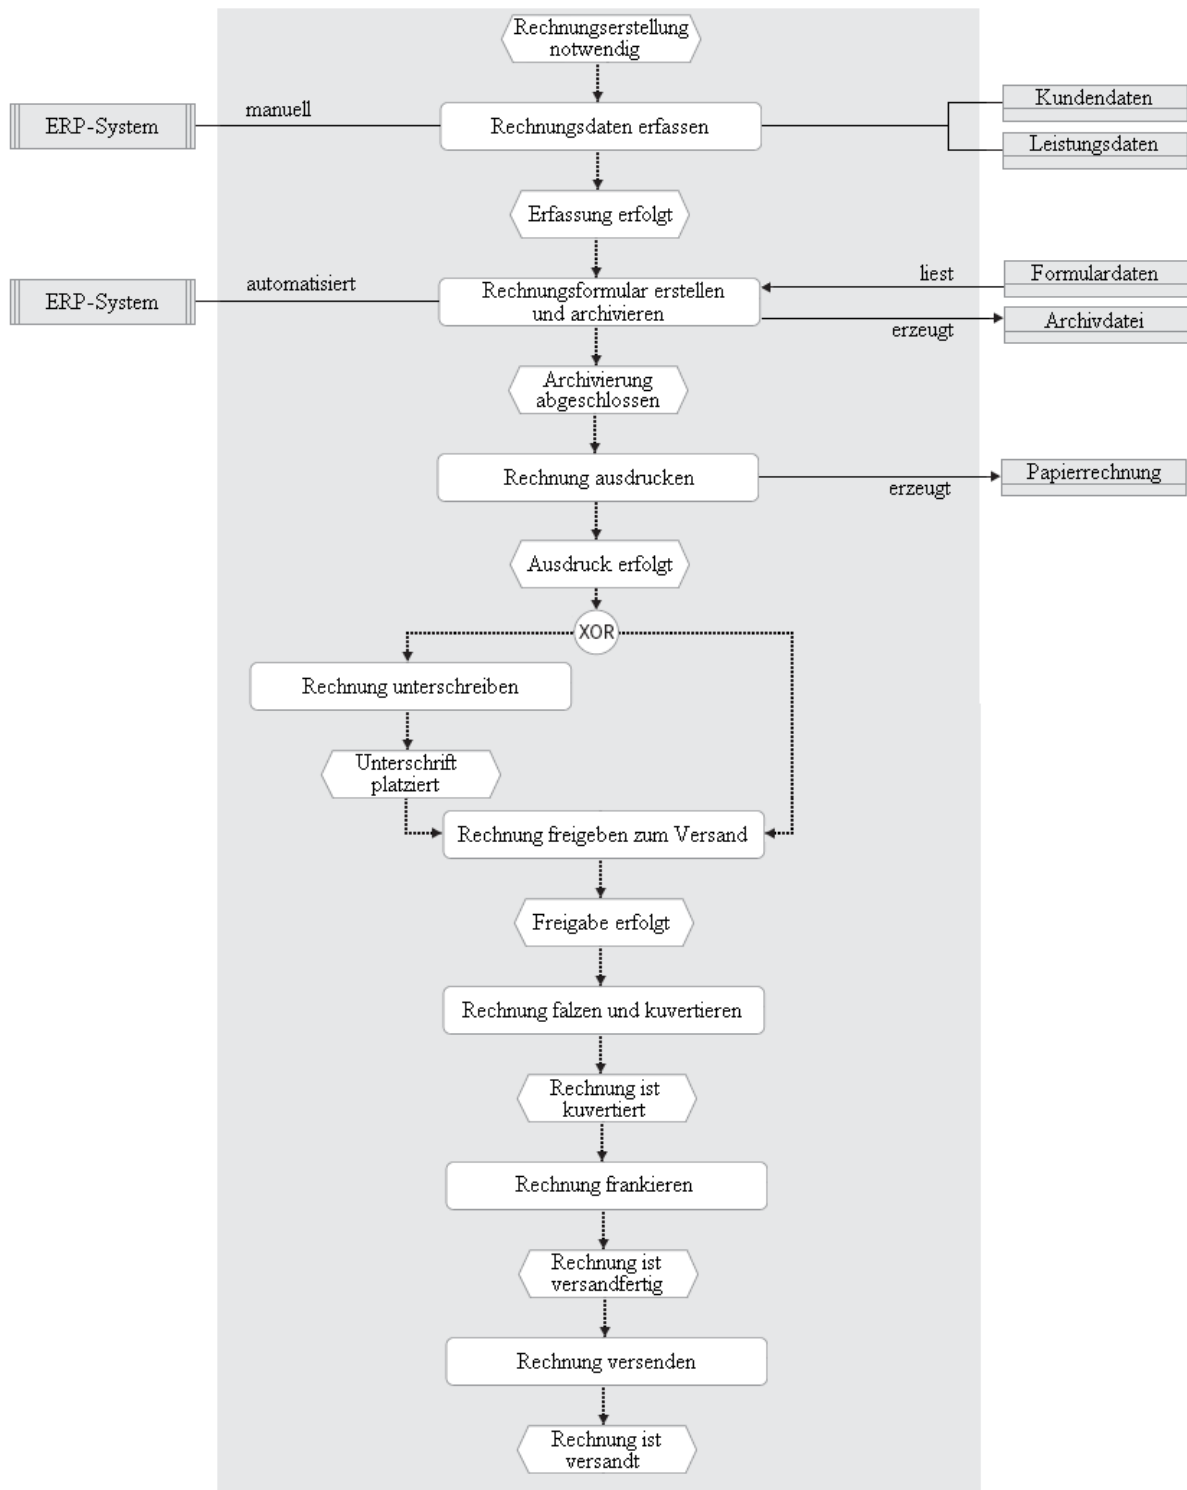 Rechnungserstellung
notwendig
manuell
ERP-System
Rechnungsdaten erfassen
Kundendaten
Leistungsdaten
Erfassung erfolgt
automatisiert
ERP-System
Rechnungsformular erstellen
und archivieren
liest
Formulardaten
erzeugt
Archivdatei
Archivierung
abgeschlossen
Rechnung ausdrucken
erzeugt
Papierrechnung
Ausdruck erfolgt
XOR
Rechnung unterschreiben
Unterschrift
platziert
Rechnung freigeben zum Versand
Freigabe erfolgt
Rechnung falzen und kuvertieren
Rechnung ist
kuvertiert
Rechnung frankieren
Rechnung ist
versandfertig
Rechnung versenden
Rechnung ist
versandt